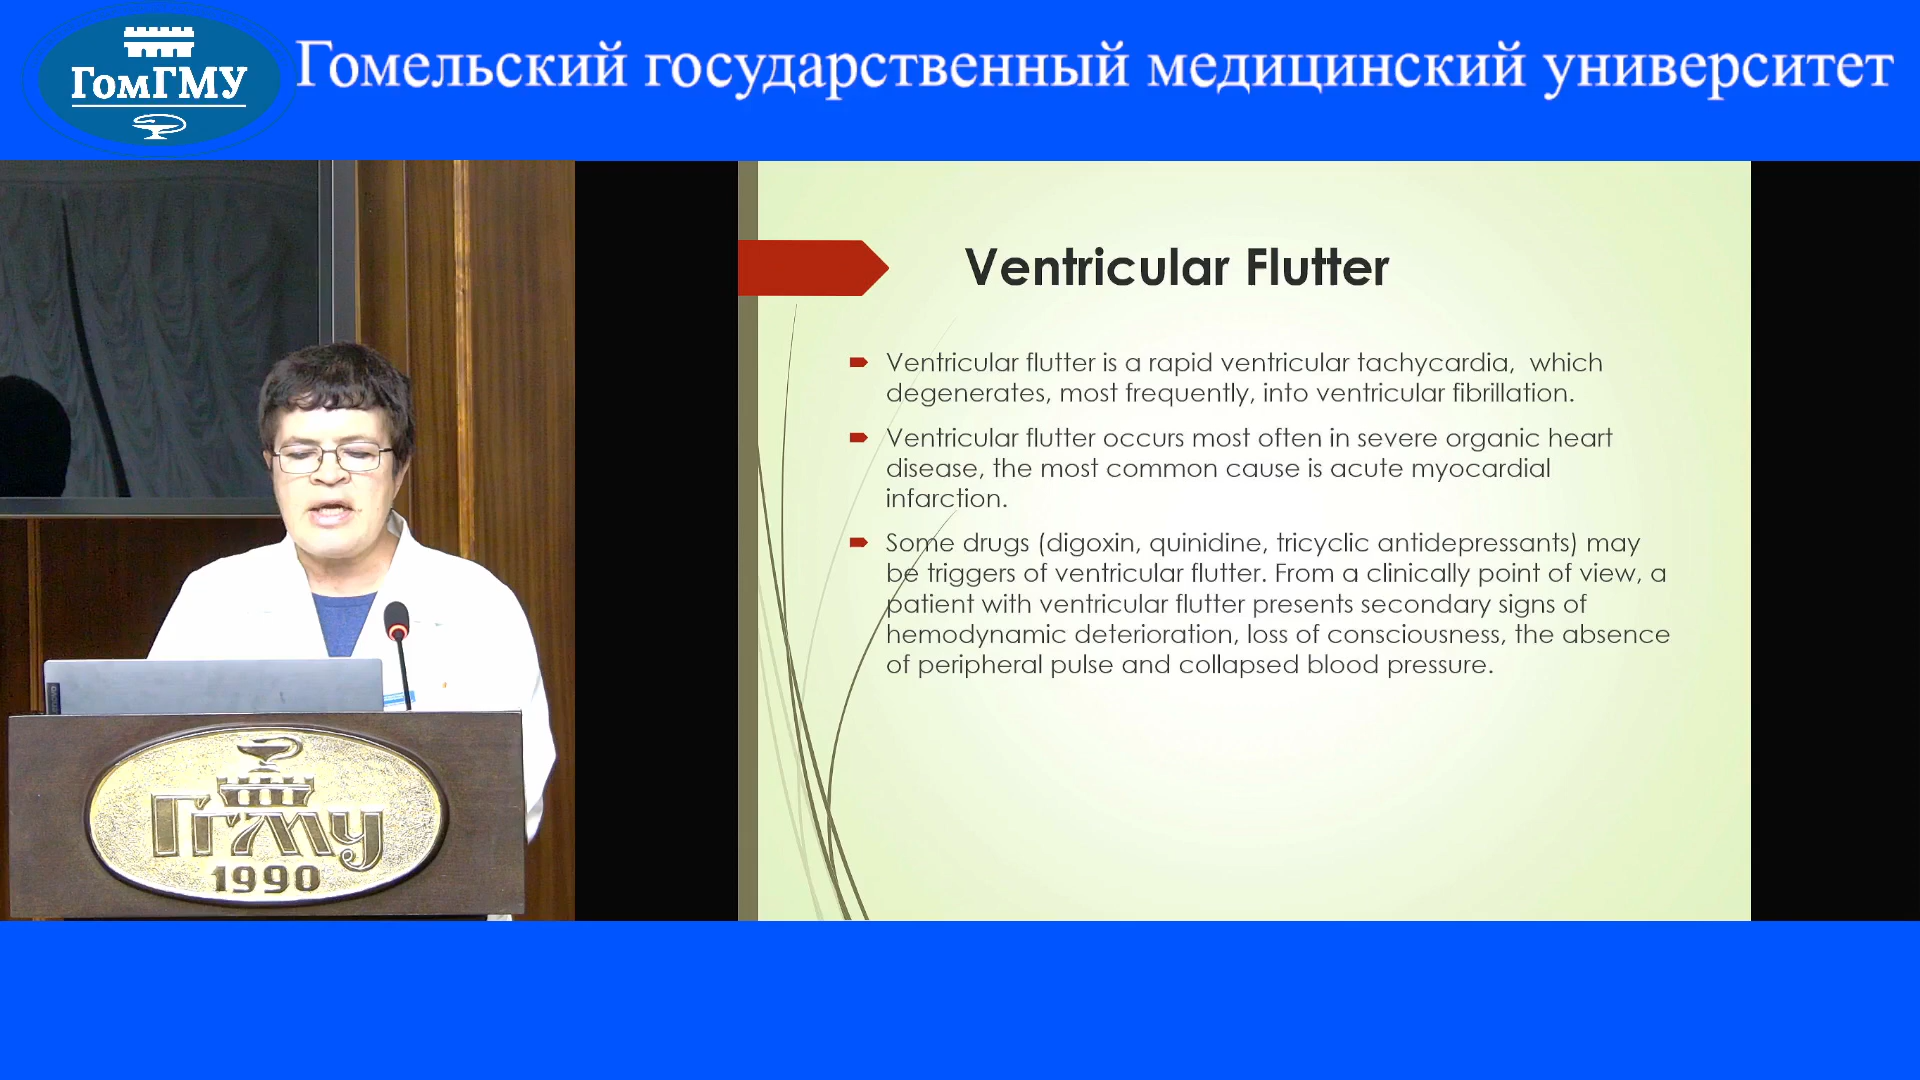 ГомГМУ
Гомельский государственный медицинский университет
Ventricular Flutter
Ventricular flutter is a rapid ventricular tachycardia, which
degenerates, most frequently, into ventricular fibrillation.
Ventricular flutter occurs most often in severe organic heart
disease, the most common cause is acute myocardial
infarction.
Some drugs (digoxin, quinidine, tricyclic antidepressants) may
be triggers of ventricular flutter. From a clinically point of view, a
patient with ventricular flutter presents secondary signs of
hemodynamic deterioration, loss of consciousness, the absence
of peripheral pulse and collapsed blood pressure.
ГГМУ
1990